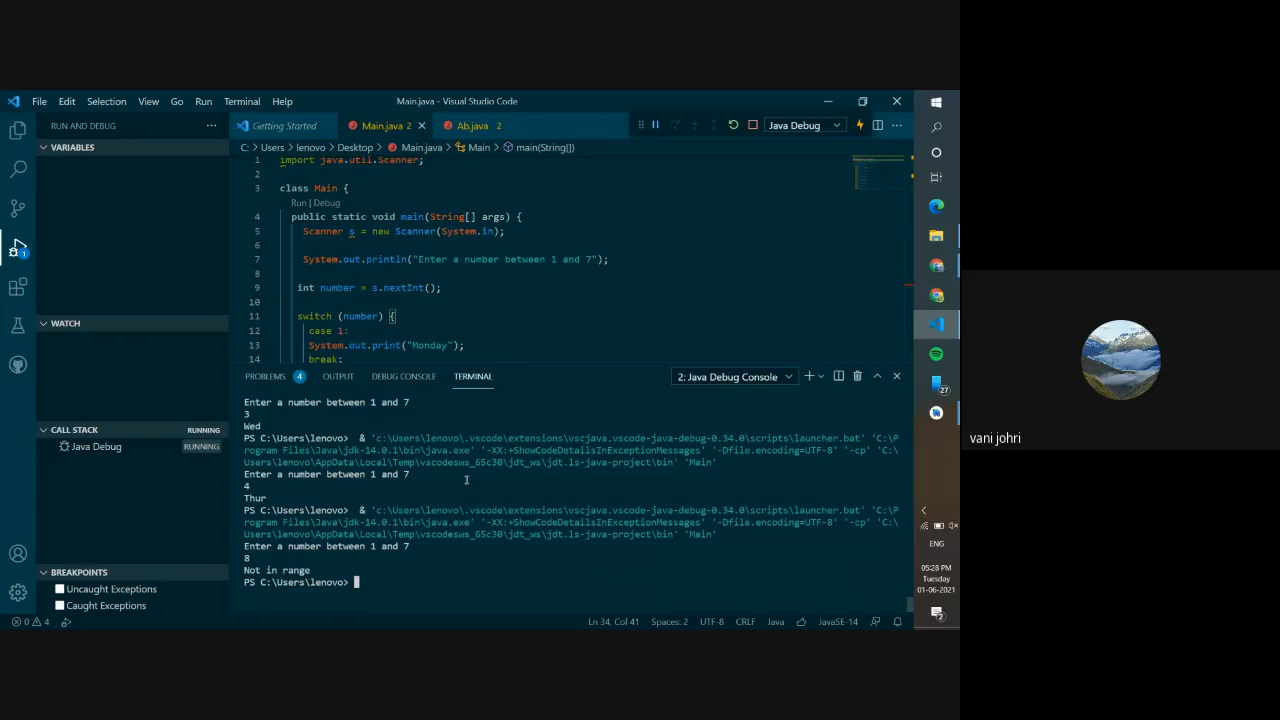 File Edit Selection View Go Run Terminal Help
Main.java - Visual Studio Code
RUN AND DEBUG
Getting Started
Main.java 2
Ab.java 2
Java Debug
VARIABLES
C: > Users > lenovo > Desktop > Main.java > Main > main(String[])
1 import java.util.Scanner;
2
3 class Main {
Run | Debug
4 public static void main(String[] args) {
5 Scanner s = new Scanner(System.in);
6
7 System.out.println("Enter a number between 1 and 7");
8
9 int number = s.nextInt();
10
11 switch (number) {
12 case 1:
13 System.out.print("Monday");
14 break;
WATCH
CALL STACK RUNNING
Java Debug RUNNING
BREAKPOINTS
Uncaught Exceptions
Caught Exceptions
PROBLEMS 4 OUTPUT DEBUG CONSOLE TERMINAL
2: Java Debug Console
Enter a number between 1 and 7
3
Wed
PS C:\Users\lenovo> & 'c:\Users\lenovo\.vscode\extensions\vscjava.vscode-java-debug-0.34.0\scripts\launcher.bat' 'C:\P
rogram Files\Java\jdk-14.0.1\bin\java.exe' '-XX:+ShowCodeDetailsInExceptionMessages' '-Dfile.encoding=UTF-8' '-cp' 'C:\
Users\lenovo\AppData\Local\Temp\vscodesws_65c30\jdt_ws\jdt.ls-java-project\bin' 'Main'
Enter a number between 1 and 7
4
Thur
PS C:\Users\lenovo> & 'c:\Users\lenovo\.vscode\extensions\vscjava.vscode-java-debug-0.34.0\scripts\launcher.bat' 'C:\P
rogram Files\Java\jdk-14.0.1\bin\java.exe' '-XX:+ShowCodeDetailsInExceptionMessages' '-Dfile.encoding=UTF-8' '-cp' 'C:\
Users\lenovo\AppData\Local\Temp\vscodesws_65c30\jdt_ws\jdt.ls-java-project\bin' 'Main'
Enter a number between 1 and 7
8
Not in range
PS C:\Users\lenovo>
0 4
Ln 34, Col 41 Spaces: 2 UTF-8 CRLF Java JavaSE-14
1
27
ENG
05:28 PM
Tuesday
01-06-2021
2
vani johri